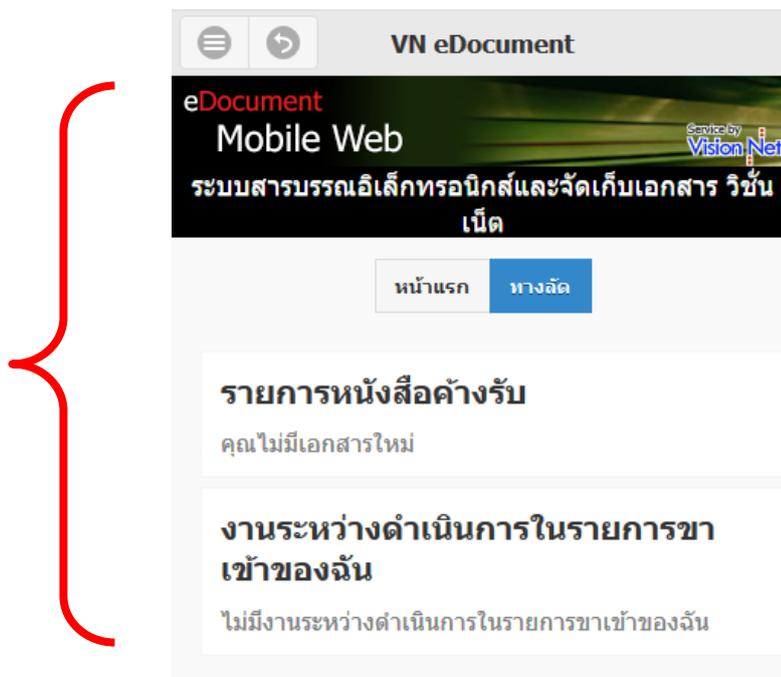 VN eDocument
eDocument
Mobile Web
Service by
Vision Net
ระบบสารบรรณอิเล็กทรอนิกส์และจัดเก็บเอกสาร วิชั่น
เน็ต
หน้าแรก ทางลัด
รายการหนังสือค้างรับ
คุณไม่มีเอกสารใหม่
งานระหว่างดำเนินการในรายการขา
เข้าของฉัน
ไม่มีงานระหว่างดำเนินการในรายการขาเข้าของฉัน